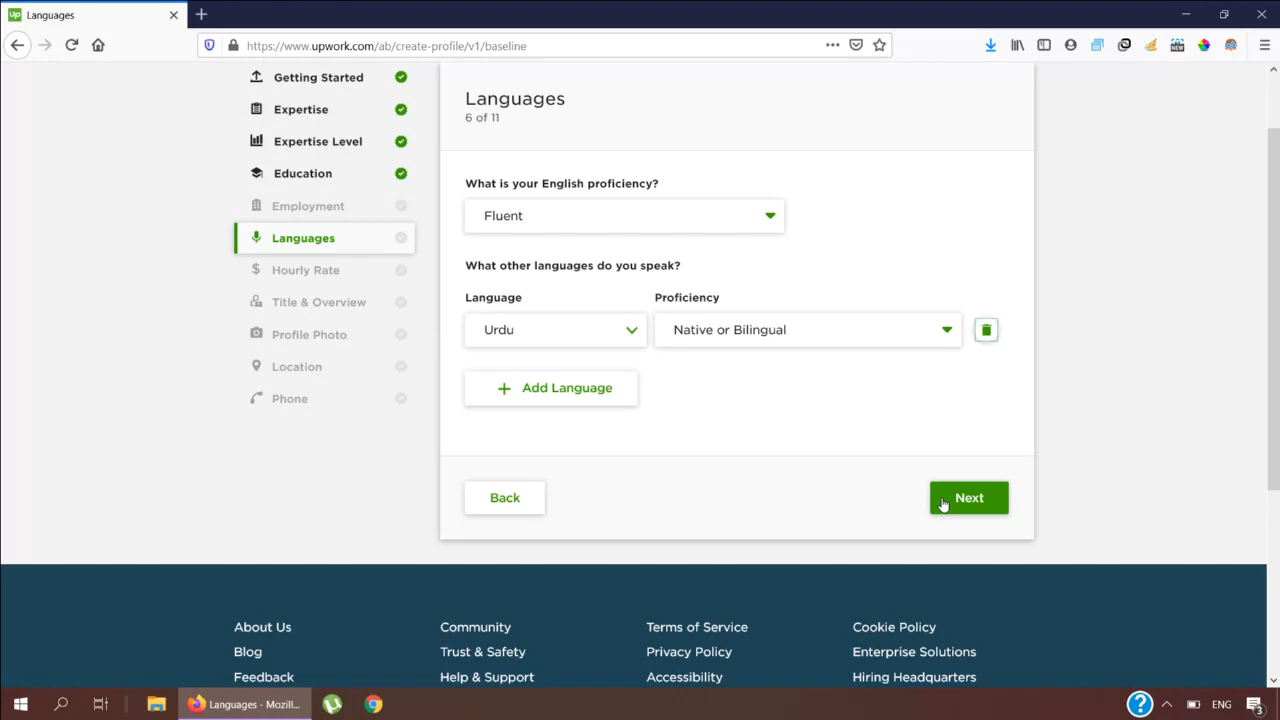 Up Languages
https://www.upwork.com/ab/create-profile/v1/baseline
NEW
Getting Started
Expertise
Expertise Level
Education
Employment
Languages
$ Hourly Rate
Title & Overview
Profile Photo
Location
Phone
Languages
6 of 11
What is your English proficiency?
Fluent
What other languages do you speak?
Language Proficiency
Urdu Native or Bilingual
+ Add Language
Back Next
About Us Community Terms of Service Cookie Policy
Blog Trust & Safety Privacy Policy Enterprise Solutions
Feedback Help & Support Accessibility Hiring Headquarters
Languages - Mozill... ? ENG 3